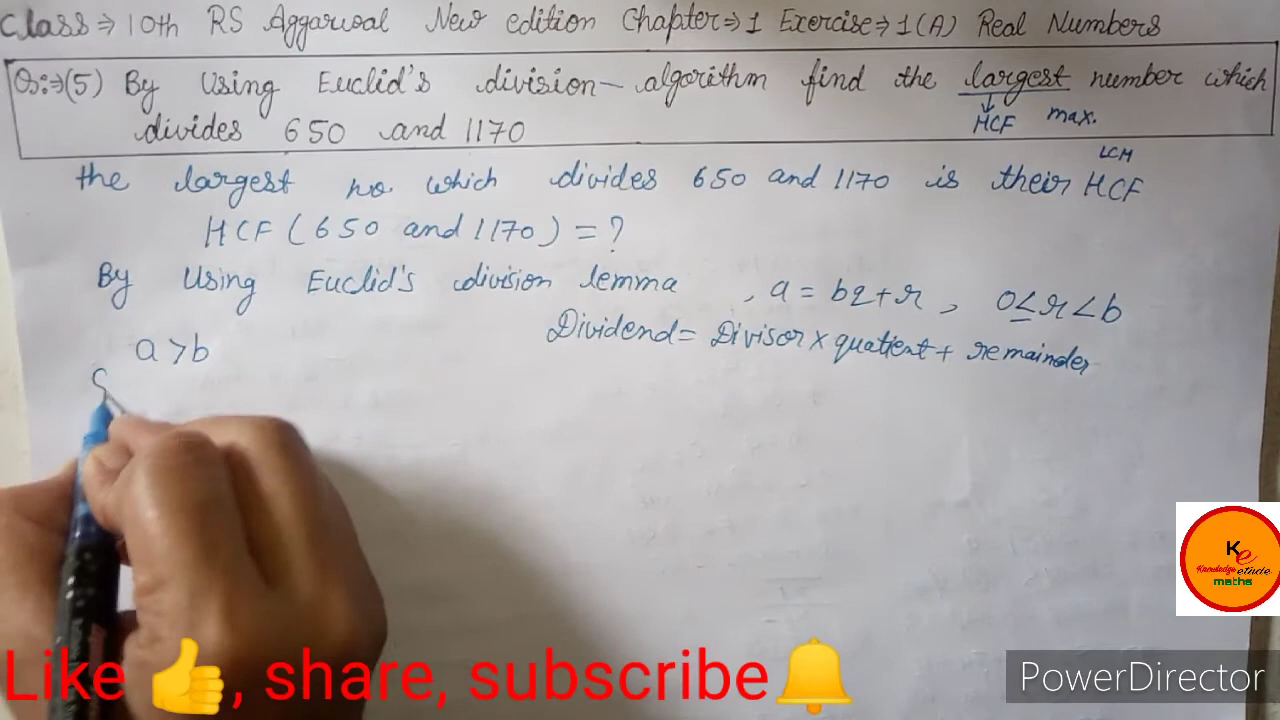 Class ⇒ 10th RS Aggarwal New edition Chapter ⇒ 1 Exercise ⇒ 1(A) Real Numbers
Q:⇒(5) By Using Euclid's division-algorithm find the largest number which
↓
HCF max.
divides 650 and 1170
LCM
the largest no which divides 650 and 1170 is their HCF
HCF (650 and 1170) = ?
By Using Euclid's division lemma , a = bq+r , 0≤r<b
Dividend = Divisor x quatient + remainder
a > b
S
Ke
Knowledge etude
maths
Like 👍, share, subscribe🔔
PowerDirector